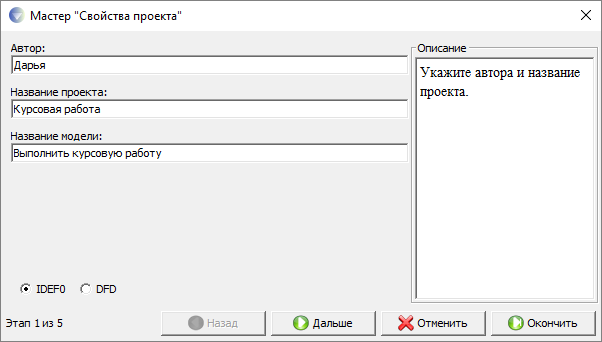 Мастер "Свойства проекта"
Автор:
Дарья
Название проекта:
Курсовая работа
Название модели:
Выполнить курсовую работу
IDEF0
DFD
Описание
Укажите автора и название
проекта.
Этап 1 из 5
Назад
Дальше
Отменить
Окончить